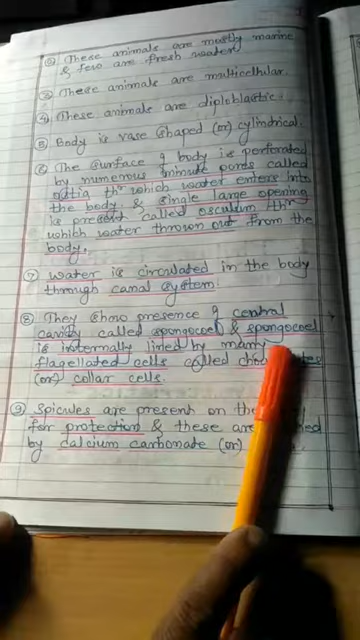 ② These animals are mostly marine
& few are fresh water
③ These animals are multicellular.
④ These animals are diploblastic.
⑤ Body is vase shaped (or) cylindrical.
⑥ The surface of body is perforated
by numerous minute pores called
ostia thr which water enters into
the body & single large opening
is present called osculum thr
which water thrown out from the
body.
⑦ water is circulated in the body
through canal system.
⑧ They show presence of central
cavity called spongocoel & spongocoel
is internally lined by many
flagellated cells called
(or) collar cells.
⑨ Spicules are present on the
for protection & these are
by calcium carbonate (or)